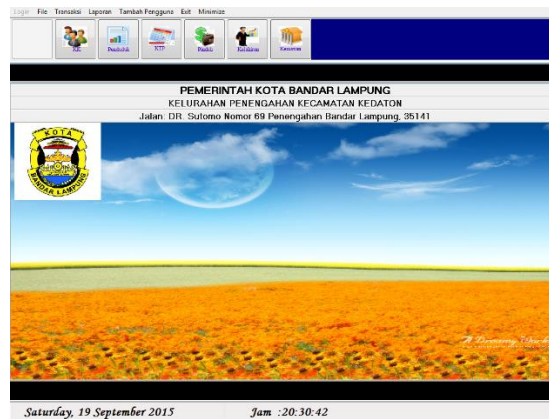 Login File Transaksi Laporan Tambah Pengguna Exit Minimize
KK Penduduk KTP Pindah Kelahiran Kematian
PEMERINTAH KOTA BANDAR LAMPUNG
KELURAHAN PENENGAHAN KECAMATAN KEDATON
Jalan: DR. Sutomo Nomor 69 Penengahan Bandar Lampung, 35141
KOTA
BANDAR LAMPUNG
Saturday, 19 September 2015 Jam :20:30:42